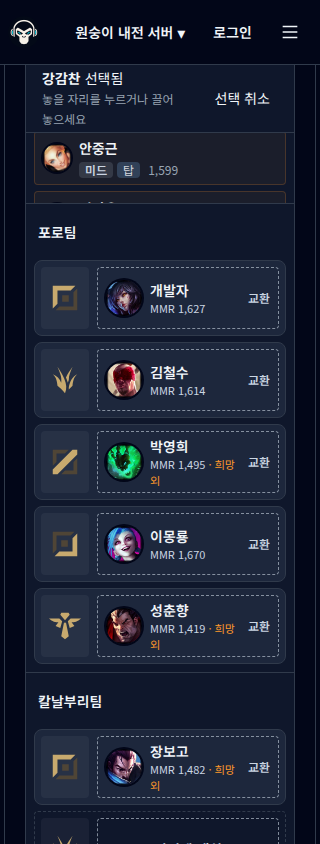 원숭이 내전 서버 ▾
로그인
강감찬 선택됨
놓을 자리를 누르거나 끌어
놓으세요
선택 취소
안중근
미드 탑 1,599
포로팀
개발자
MMR 1,627
교환
김철수
MMR 1,614
교환
박영희
MMR 1,495 · 희망
외
교환
이몽룡
MMR 1,670
교환
성춘향
MMR 1,419 · 희망
외
교환
칼날부리팀
장보고
MMR 1,482 · 희망
외
교환